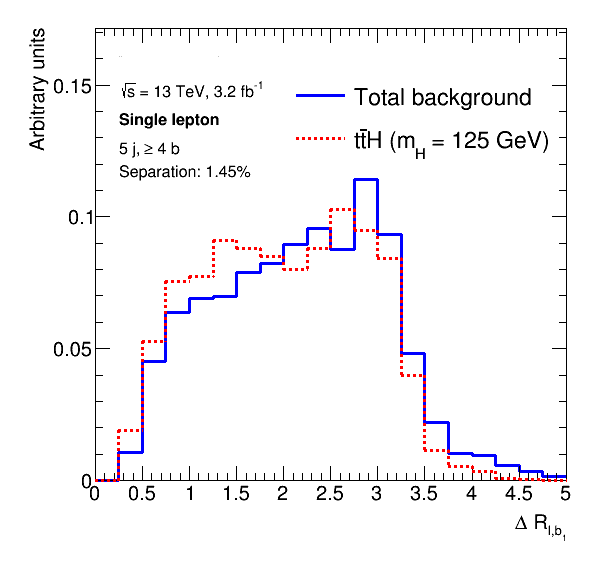 Arbitrary units
√s = 13 TeV, 3.2 fb⁻¹
Single lepton
5 j, ≥ 4 b
Separation: 1.45%
Total background
tt̄H (m_H = 125 GeV)
0.15
0.1
0.05
0
0 0.5 1 1.5 2 2.5 3 3.5 4 4.5 5
Δ R_l,b₁